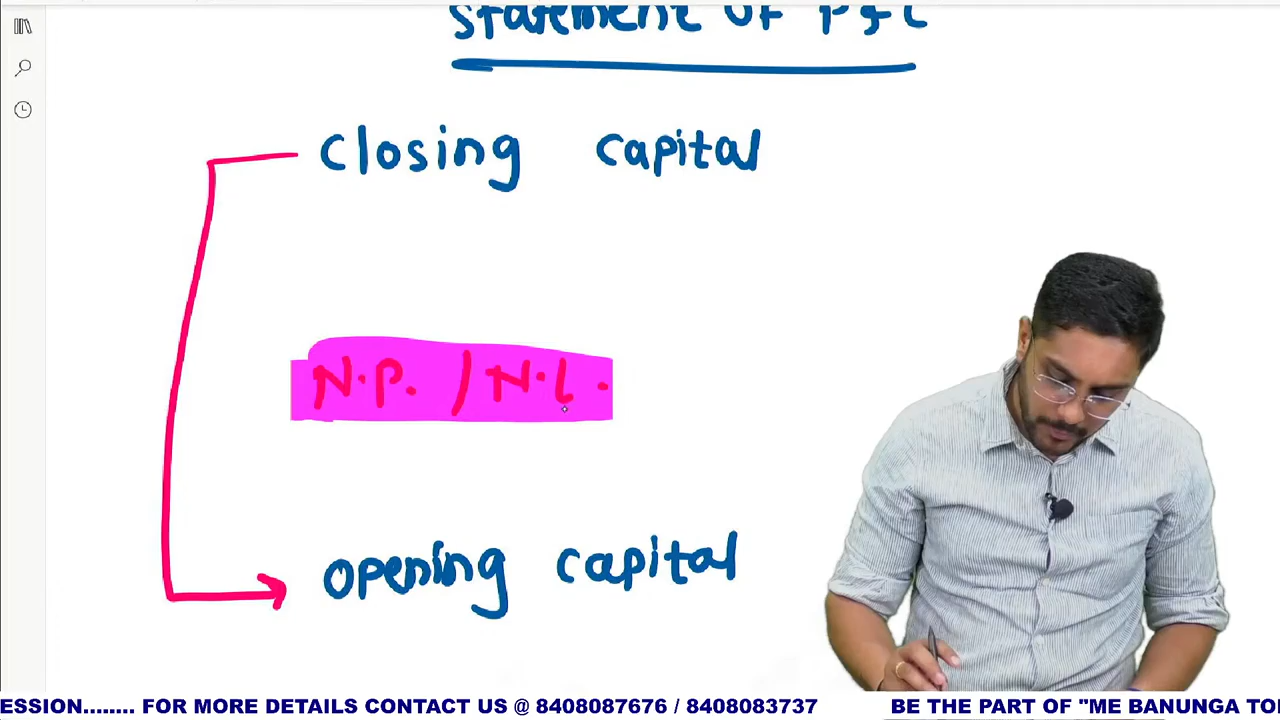 statement of P & L
closing capital
N.P. / N.L.
opening capital
ESSION........ FOR MORE DETAILS CONTACT US @ 8408087676 / 8408083737 BE THE PART OF "ME BANUNGA TO